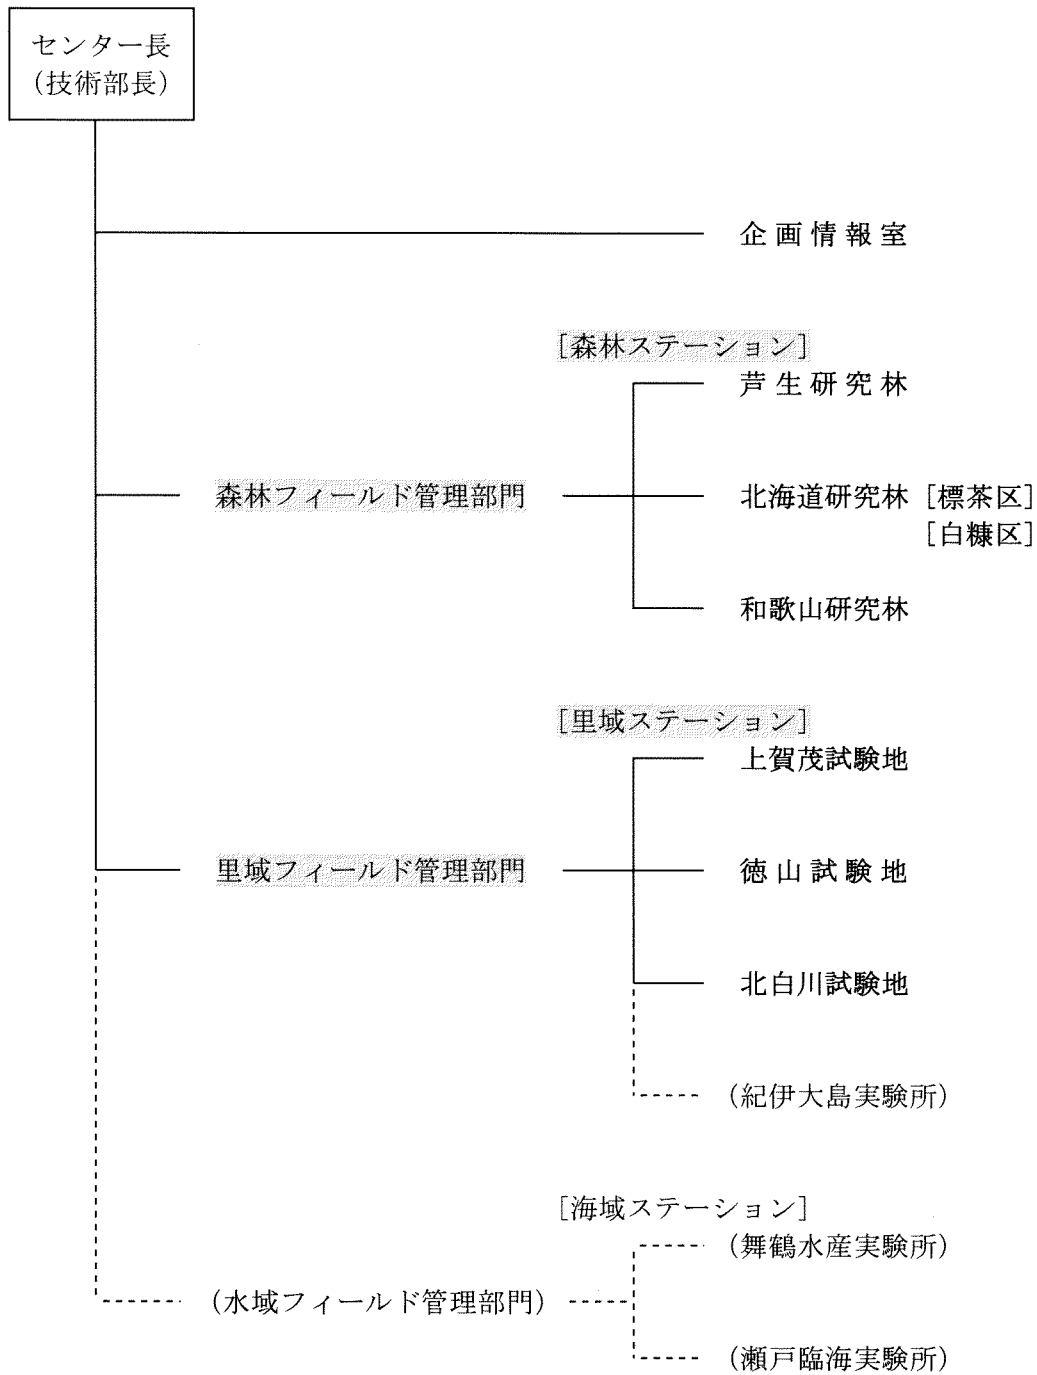 センター長
（技術部長）
企画情報室
［森林ステーション］
芦生研究林
森林フィールド管理部門
北海道研究林［標茶区］
［白糠区］
和歌山研究林
［里域ステーション］
上賀茂試験地
里域フィールド管理部門
徳山試験地
北白川試験地
（紀伊大島実験所）
［海域ステーション］
（舞鶴水産実験所）
（水域フィールド管理部門）
（瀬戸臨海実験所）